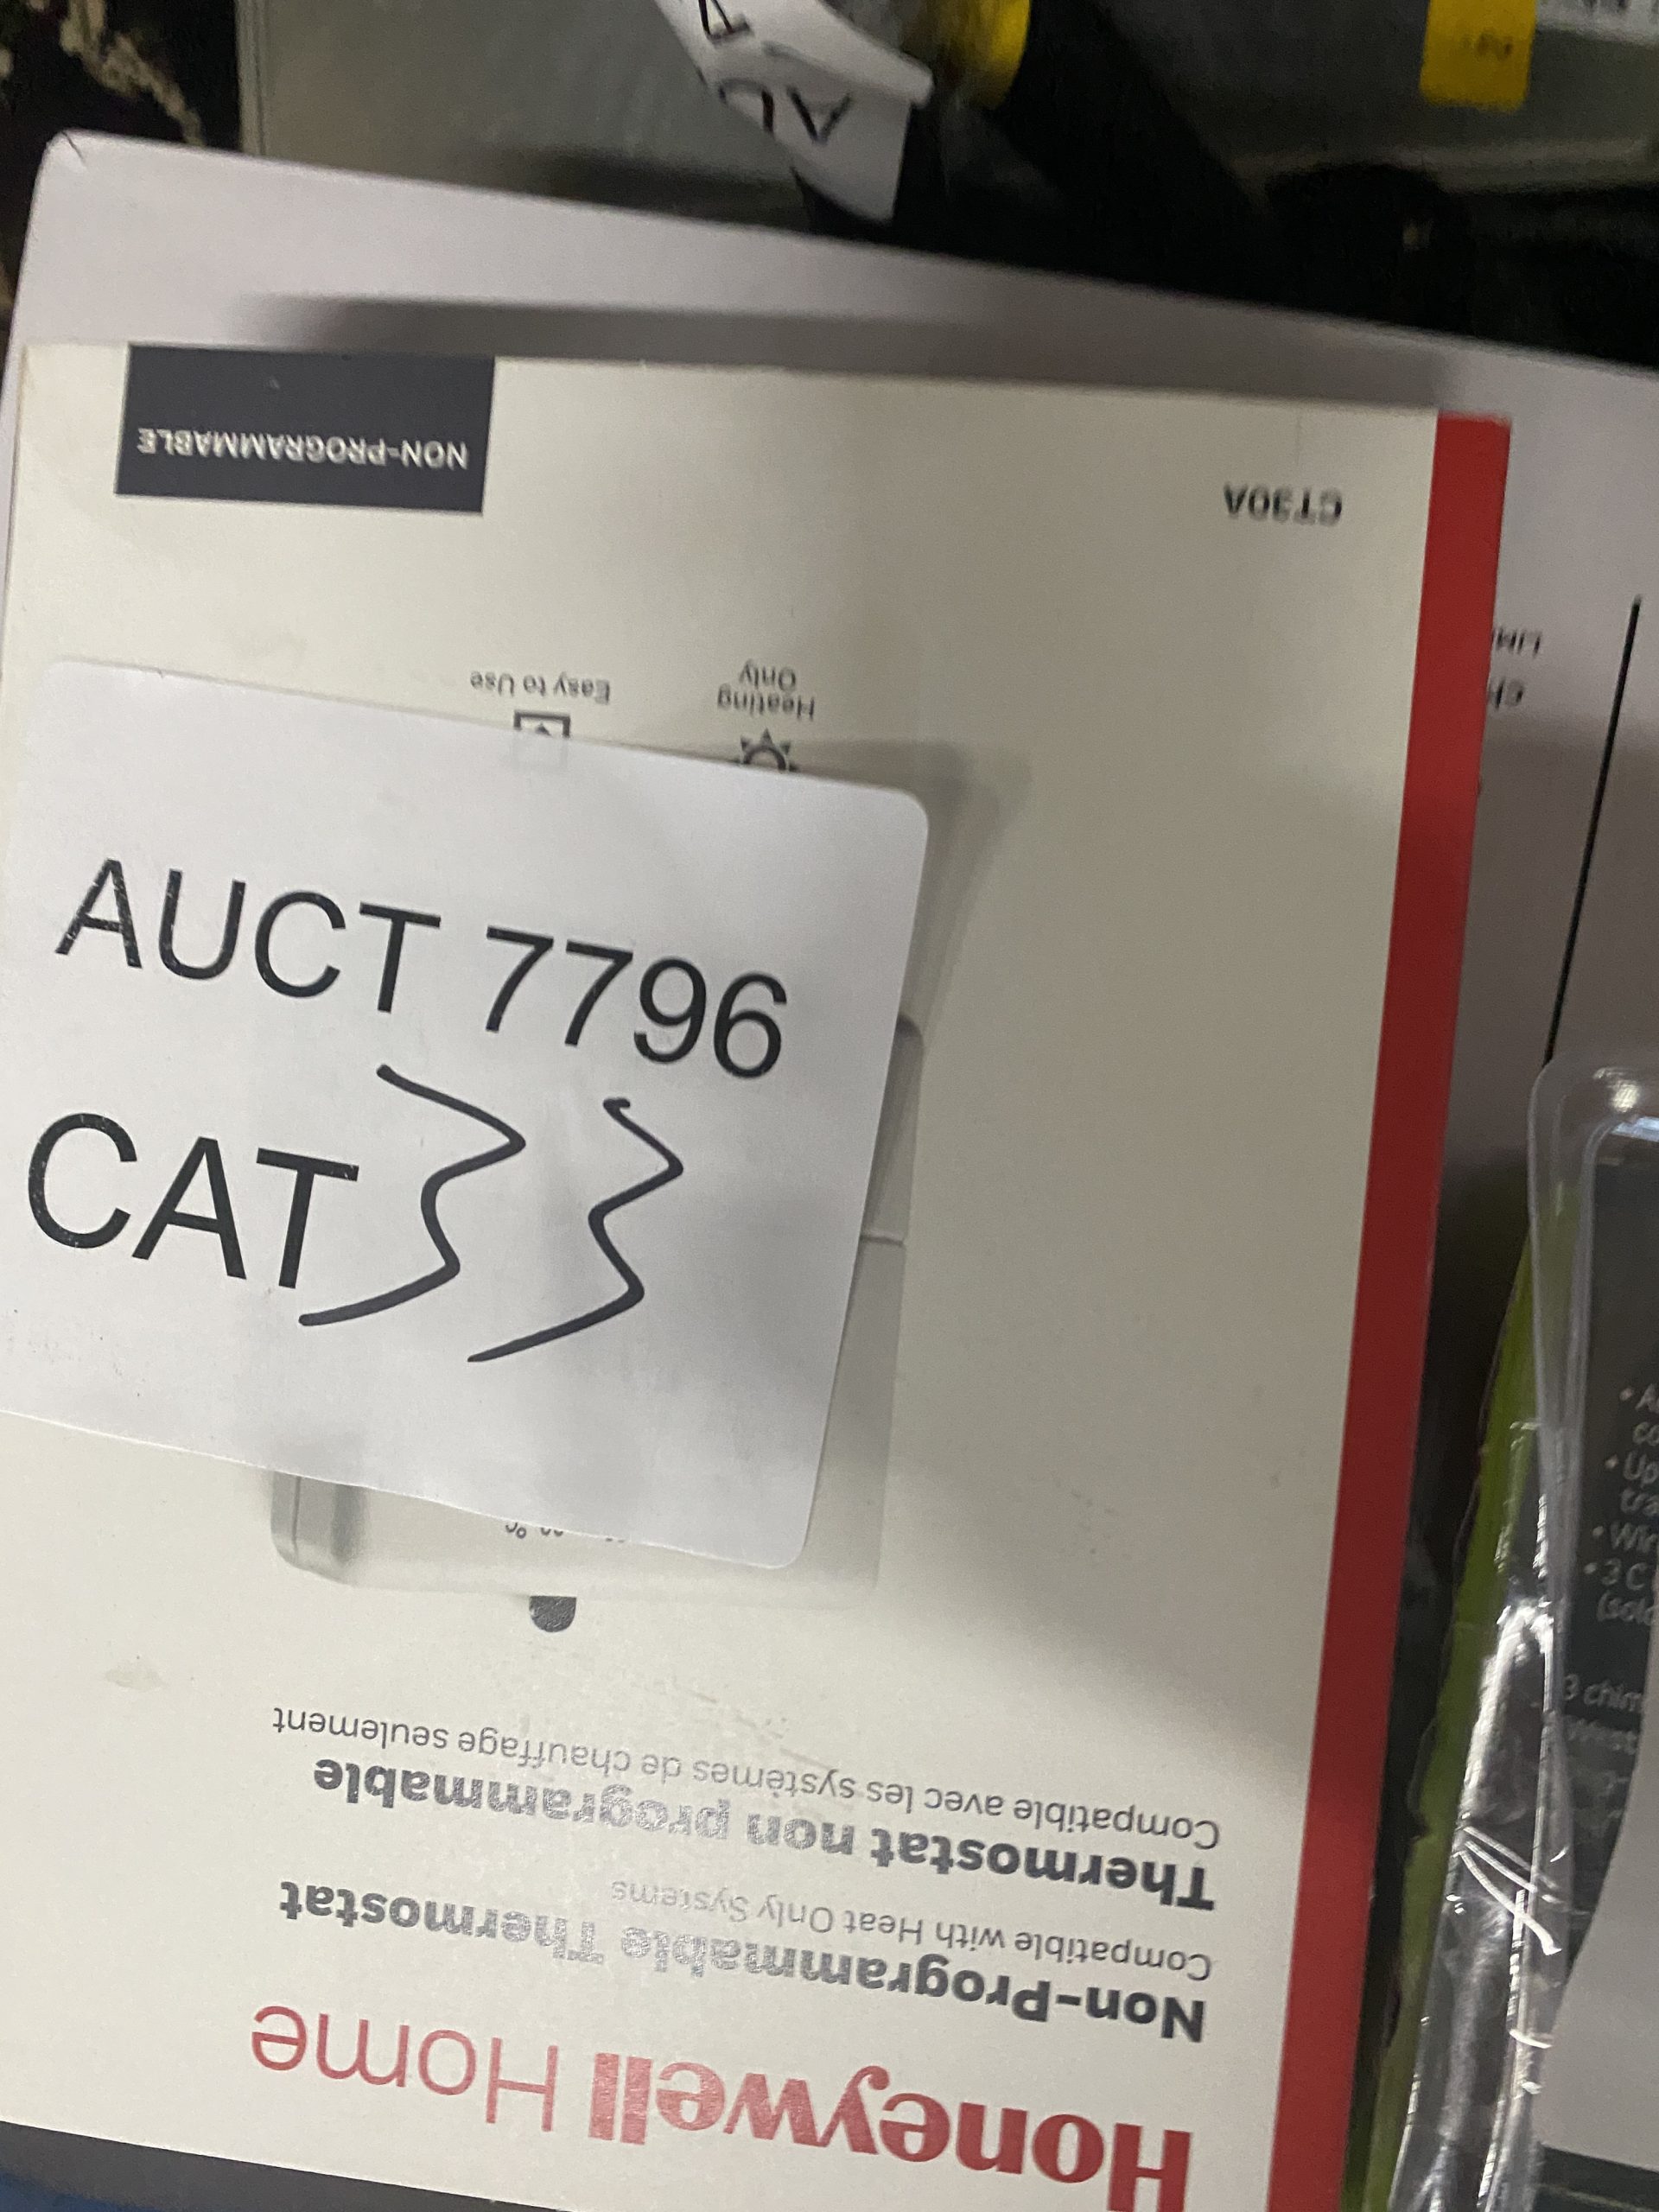 AUCT 7796
CAT 33
Honeywell Home
Non-Programmable Thermostat
Compatible with Heat Only Systems
Thermostat non programmable
Compatible avec les systèmes de chauffage seulement
Heating
Only
Easy to Use
CT30A
NON-PROGRAMMABLE